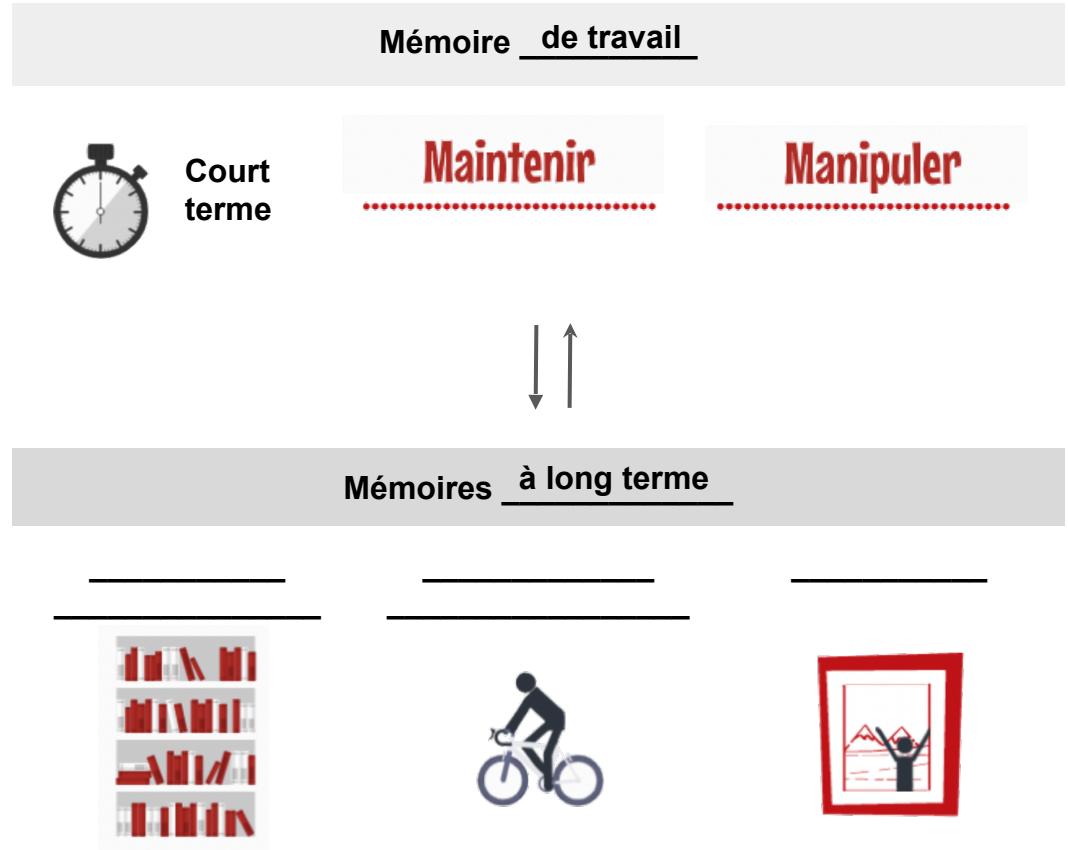 Mémoire de travail
Court
terme
Maintenir
Manipuler
Mémoires à long terme